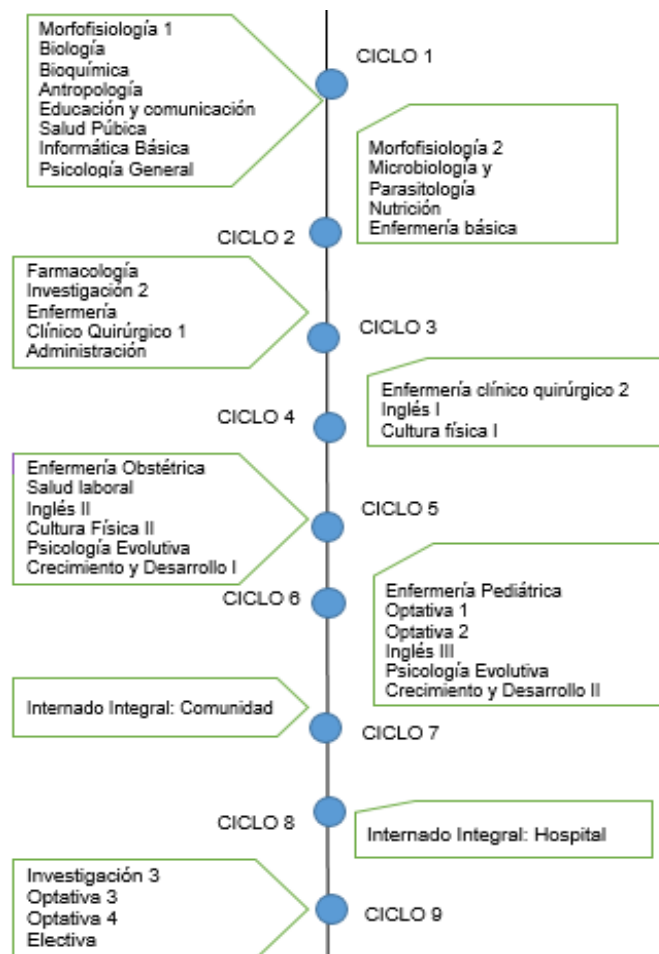 CICLO 1
Morfofisiología 1
Biología
Bioquímica
Antropología
Educación y comunicación
Salud Púbica
Informática Básica
Psicología General
CICLO 2
Morfofisiología 2
Microbiología y
Parasitología
Nutrición
Enfermería básica
CICLO 3
Farmacología
Investigación 2
Enfermería
Clínico Quirúrgico 1
Administración
CICLO 4
Enfermería clínico quirúrgico 2
Inglés I
Cultura física I
CICLO 5
Enfermería Obstétrica
Salud laboral
Inglés II
Cultura Física II
Psicología Evolutiva
Crecimiento y Desarrollo I
CICLO 6
Enfermería Pediátrica
Optativa 1
Optativa 2
Inglés III
Psicología Evolutiva
Crecimiento y Desarrollo II
CICLO 7
Internado Integral: Comunidad
CICLO 8
Internado Integral: Hospital
CICLO 9
Investigación 3
Optativa 3
Optativa 4
Electiva